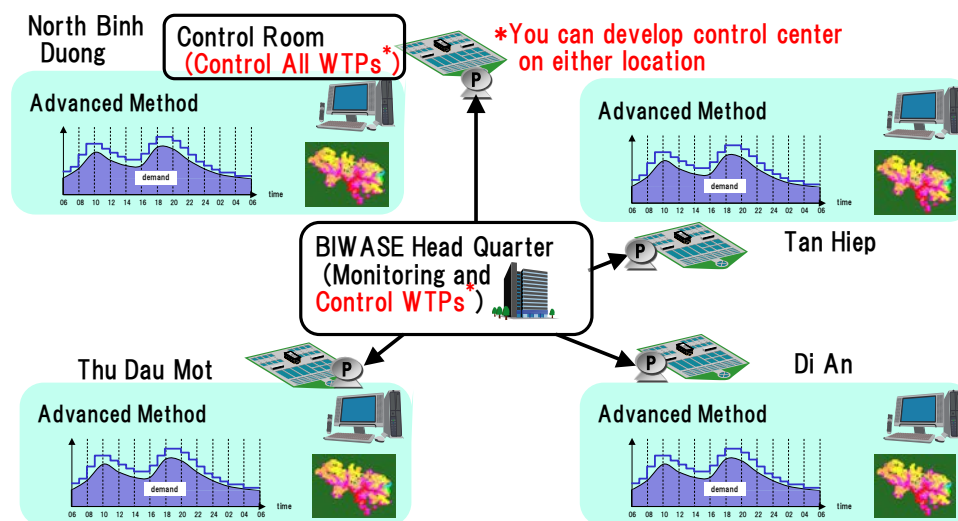 North Binh
Duong
Control Room
(Control All WTPs*)
*You can develop control center
on either location
P
Advanced Method
demand
time
06 08 10 12 14 16 18 20 22 24 02 04 06
Advanced Method
demand
time
06 08 10 12 14 16 18 20 22 24 02 04 06
BIWASE Head Quarter
(Monitoring and
Control WTPs*)
P
Tan Hiep
Thu Dau Mot
P
P
Di An
Advanced Method
demand
time
06 08 10 12 14 16 18 20 22 24 02 04 06
Advanced Method
demand
time
06 08 10 12 14 16 18 20 22 24 02 04 06